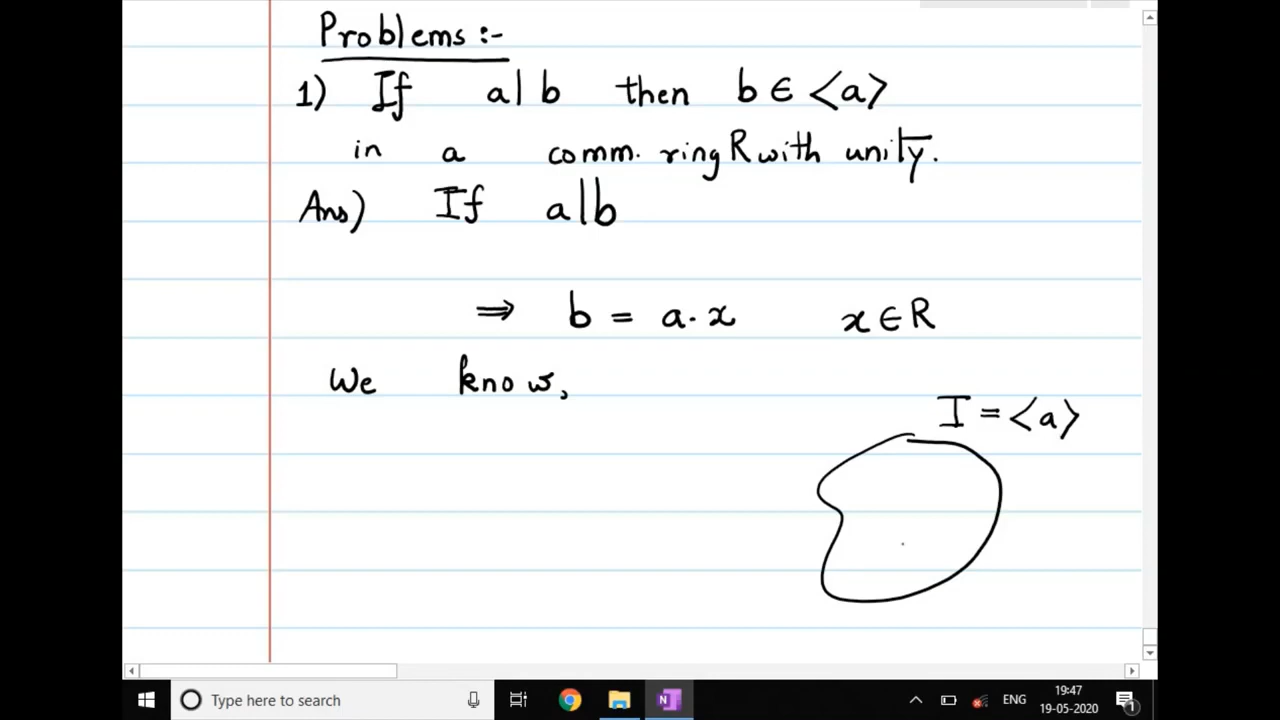 Problems :-
1) If a | b then b ∈ <a>
in a comm. ring R with unity.
Ans) If a | b
⇒ b = a . x x ∈ R
We know,
I = <a>
Type here to search
ENG
19:47
19-05-2020
1